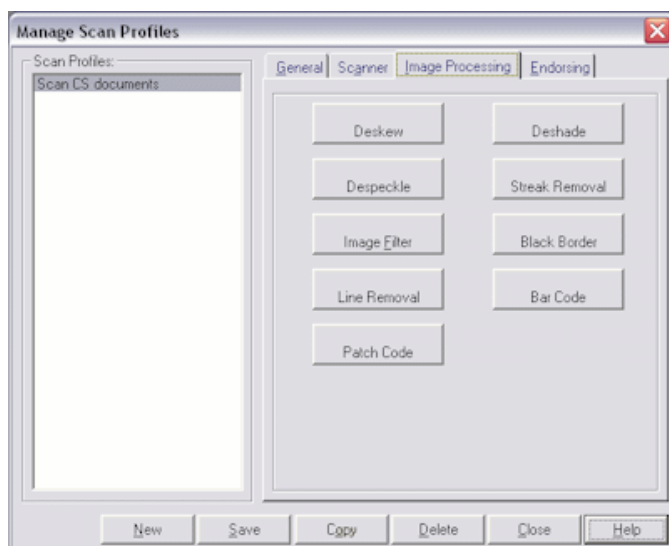 Manage Scan Profiles
Scan Profiles:
Scan CS documents
General Scanner Image Processing Endorsing
Deskew Deshade
Despeckle Streak Removal
Image Filter Black Border
Line Removal Bar Code
Patch Code
New Save Copy Delete Close Help